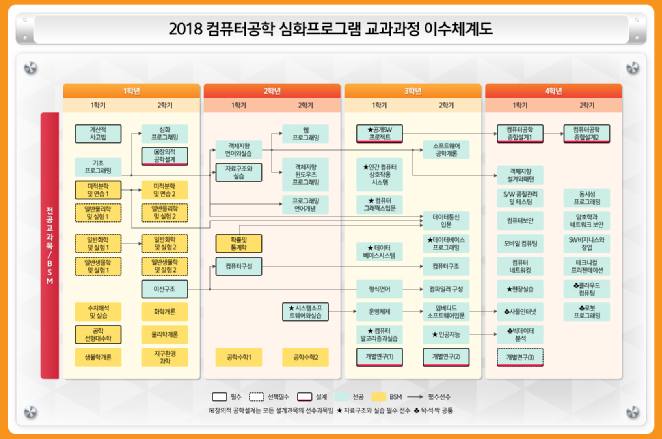 2018 컴퓨터공학 심화프로그램 교과과정 이수체계도
1학년
2학년
3학년
4학년
1학기
2학기
1학기
2학기
1학기
2학기
1학기
2학기
전공교과목/BSM
계산적
사고법
기초
프로그래밍
미적분학
및 연습 1
일반물리학
및 실험 1
일반화학
및 실험 1
일반생물학
및 실험 1
수치해석
및 실습
공학
선형대수학
생물학개론
심화
프로그래밍
※창의적
공학설계
미적분학
및 연습 2
일반물리학
및 실험 2
일반화학
및 실험 2
일반생물학
및 실험 2
이산구조
화학개론
물리학개론
지구환경
과학
객체지향
언어와실습
자료구조와
실습
확률및
통계학
컴퓨터구성
공학수학1
웹
프로그래밍
객체지향
윈도우즈
프로그래밍
프로그래밍
언어개념
★시스템소프
트웨어와실습
공학수학2
★공개SW
프로젝트
★인간 컴퓨터
상호작용
시스템
★컴퓨터
그래픽스입문
★데이터
베이스시스템
형식언어
운영체제
★컴퓨터
알고리즘과실습
개별연구(1)
소프트웨어
공학개론
데이터통신
입문
★데이터베이스
프로그래밍
컴퓨터구조
컴파일러 구성
임베디드
소프트웨어입문
★인공지능
개별연구(2)
컴퓨터공학
종합설계1
객체지향
설계와패턴
S/W 품질관리
및 테스팅
컴퓨터보안
모바일 컴퓨팅
컴퓨터
네트워킹
★현장실습
♣사물인터넷
♣빅데이터
분석
개별연구(3)
컴퓨터공학
종합설계2
동시성
프로그래밍
암호학과
네트워크 보안
SW비지니스와
창업
테크니컬
프리젠테이션
♣클라우드
컴퓨팅
♣로봇
프로그래밍
필수
선택필수
설계
전공
BSM
필수선수
※창의적 공학설계는 모든 설계과목의 선수과목임 ★ 자료구조와 실습 필수 선수 ♣ 학·석·박 공통